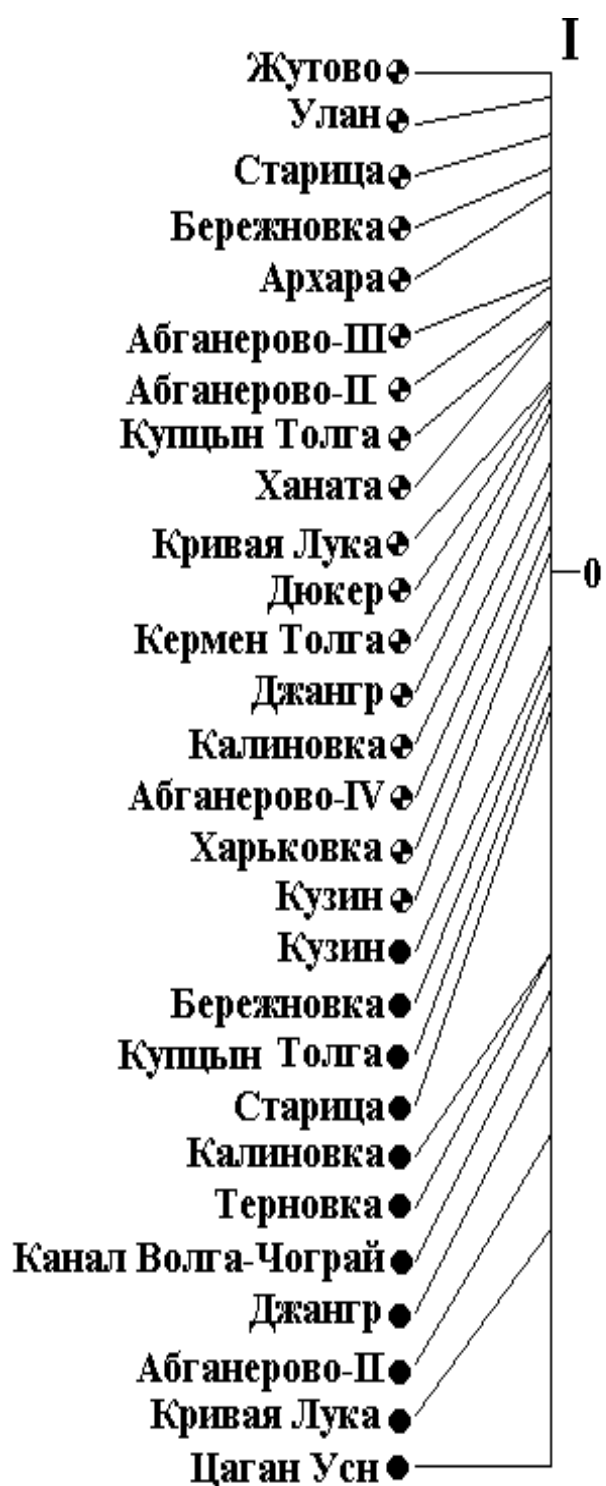 I
Жутово
Улан
Старица
Бережновка
Архара
Абганерово-III
Абганерово-II
Купцын Толга
Ханата
Кривая Лука
Дюкер
0
Кермен Толга
Джангр
Калиновка
Абганерово-IV
Харьковка
Кузин
Кузин
Бережновка
Купцын Толга
Старица
Калиновка
Терновка
Канал Волга-Чограй
Джангр
Абганерово-II
Кривая Лука
Цаган Усн